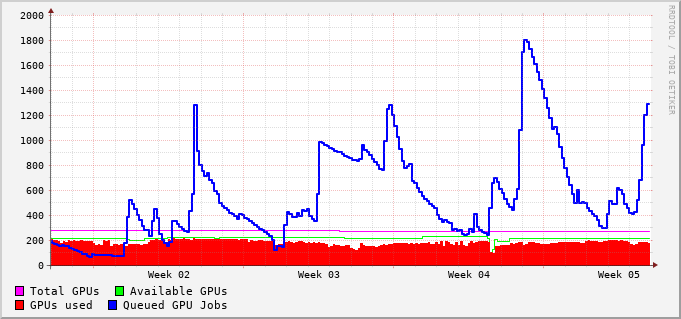 2000
1800
1600
1400
1200
1000
800
600
400
200
0
Week 02 Week 03 Week 04 Week 05
Total GPUs Available GPUs
GPUs used Queued GPU Jobs
RRDTOOL / TOBI OETIKER